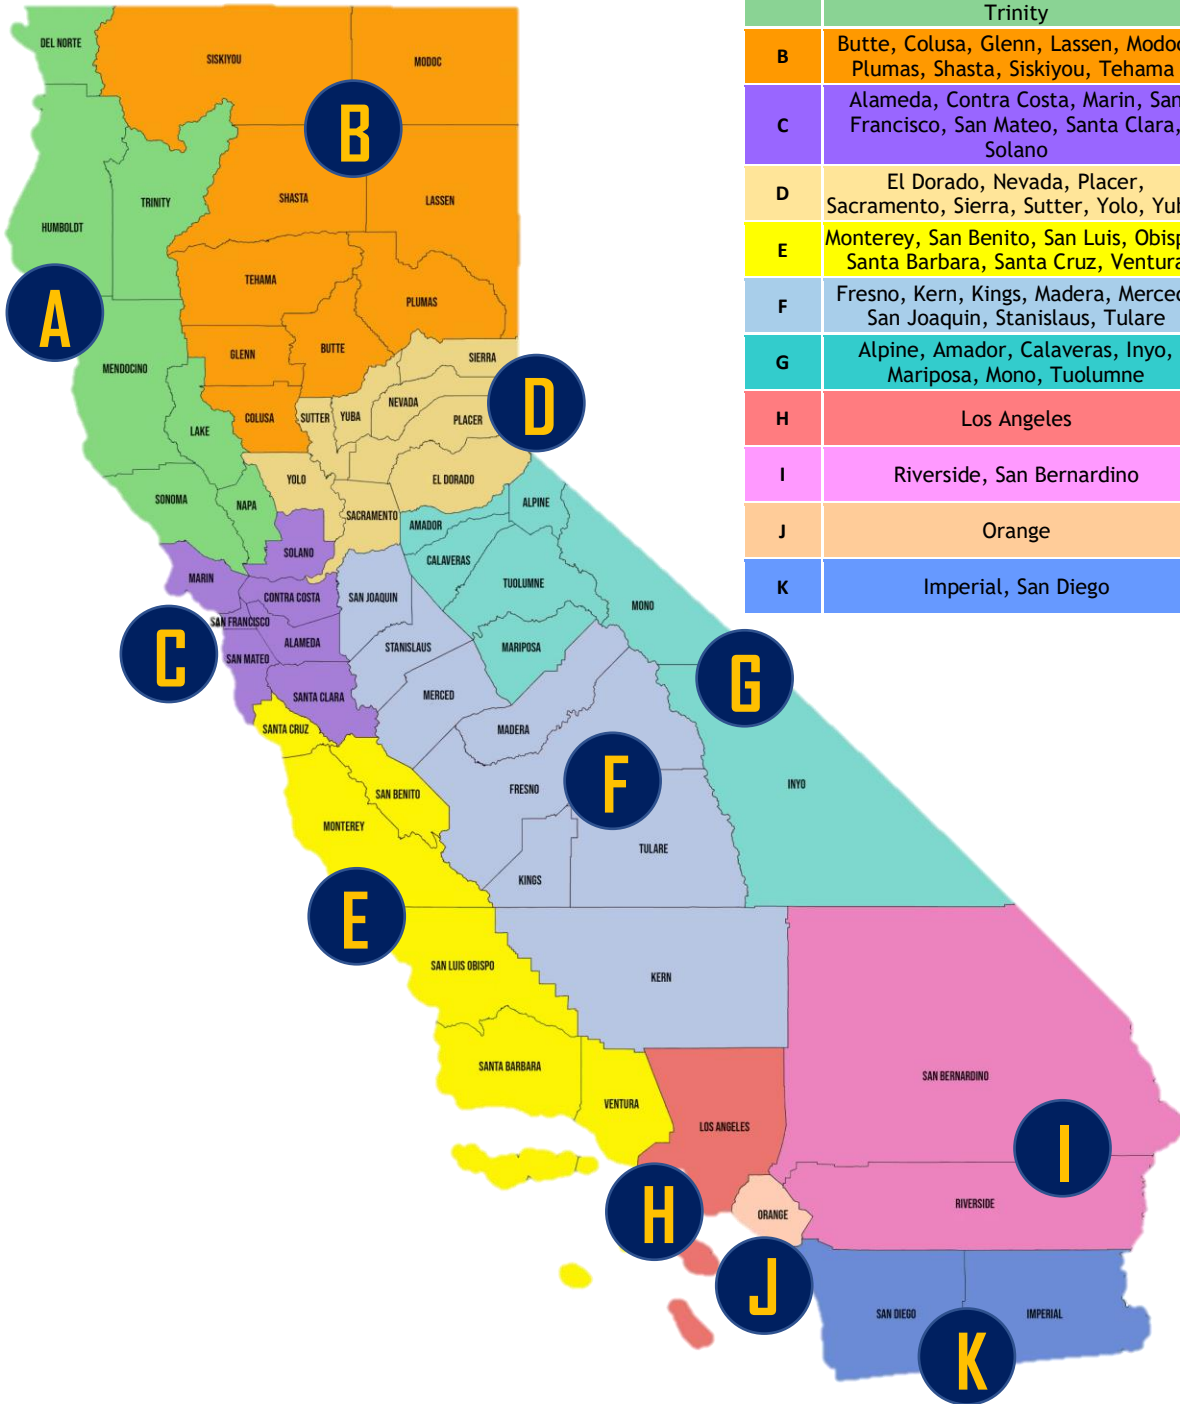 Trinity
B
Butte, Colusa, Glenn, Lassen, Modoc
Plumas, Shasta, Siskiyou, Tehama
C
Alameda, Contra Costa, Marin, San
Francisco, San Mateo, Santa Clara,
Solano
D
El Dorado, Nevada, Placer,
Sacramento, Sierra, Sutter, Yolo, Yub
E
Monterey, San Benito, San Luis, Obisp
Santa Barbara, Santa Cruz, Ventura
F
Fresno, Kern, Kings, Madera, Merced
San Joaquin, Stanislaus, Tulare
G
Alpine, Amador, Calaveras, Inyo,
Mariposa, Mono, Tuolumne
H
Los Angeles
I
Riverside, San Bernardino
J
Orange
K
Imperial, San Diego
DEL NORTE
SISKIYOU
MODOC
B
TRINITY
SHASTA
LASSEN
HUMBOLDT
A
TEHAMA
PLUMAS
MENDOCINO
GLENN
BUTTE
SIERRA
D
NEVADA
COLUSA
SUTTER
YUBA
PLACER
LAKE
YOLO
EL DORADO
SONOMA
NAPA
SACRAMENTO
ALPINE
AMADOR
SOLANO
CALAVERAS
MARIN
CONTRA COSTA
SAN JOAQUIN
TUOLUMNE
MONO
SAN FRANCISCO
ALAMEDA
STANISLAUS
MARIPOSA
C
SAN MATEO
G
SANTA CLARA
MERCED
SANTA CRUZ
MADERA
F
SAN BENITO
FRESNO
INYO
MONTEREY
TULARE
KINGS
E
SAN LUIS OBISPO
KERN
SANTA BARBARA
SAN BERNARDINO
VENTURA
LOS ANGELES
I
RIVERSIDE
H
ORANGE
J
SAN DIEGO
IMPERIAL
K